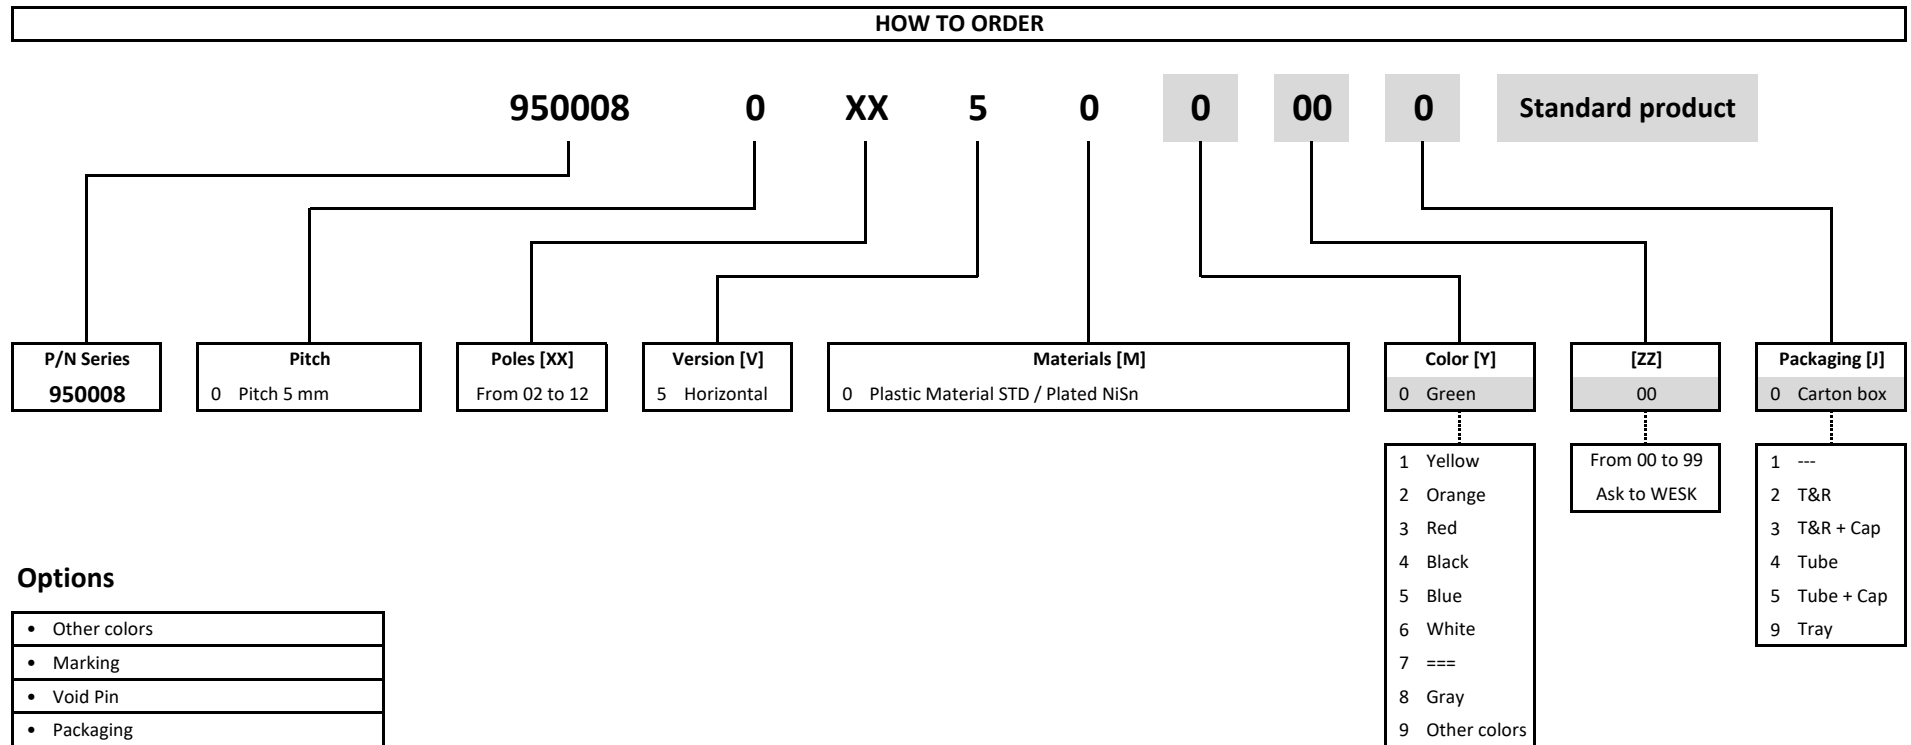 HOW TO ORDER
950008 0 XX 5 0 0 00 0 Standard product
P/N Series Pitch Poles [XX] Version [V] Materials [M] Color [Y] [ZZ] Packaging [J]
950008 0 Pitch 5 mm From 02 to 12 5 Horizontal 0 Plastic Material STD / Plated NiSn 0 Green 00 0 Carton box
1 Yellow From 00 to 99 1 ---
2 Orange Ask to WESK 2 T&R
3 Red 3 T&R + Cap
4 Black 4 Tube
Options
5 Blue 5 Tube + Cap
• Other colors 6 White 9 Tray
• Marking 7 ===
• Void Pin 8 Gray
• Packaging 9 Other colors